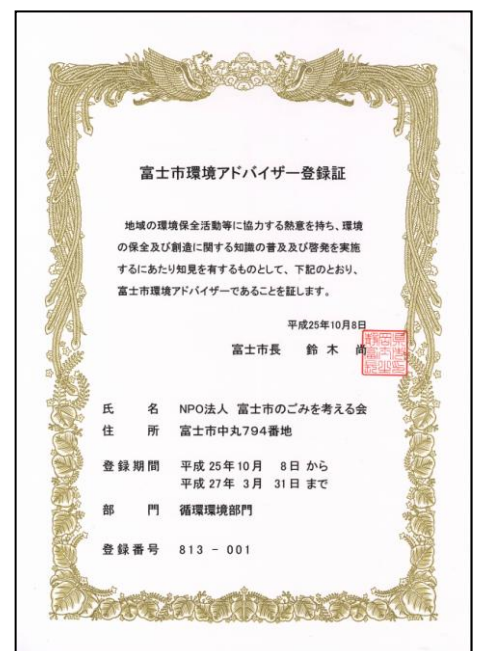 富士市環境アドバイザー登録証
地域の環境保全活動等に協力する熱意を持ち、環境
の保全及び創造に関する知識の普及及び啓発を実施
するにあたり知見を有するものとして、下記のとおり、
富士市環境アドバイザーであることを証します。
平成25年10月8日
富士市長 鈴木 尚
氏 名 NPO法人 富士市のごみを考える会
住 所 富士市中丸794番地
登録期間 平成25年10月 8日から
平成27年 3月 31日まで
部 門 循環環境部門
登録番号 813 - 001